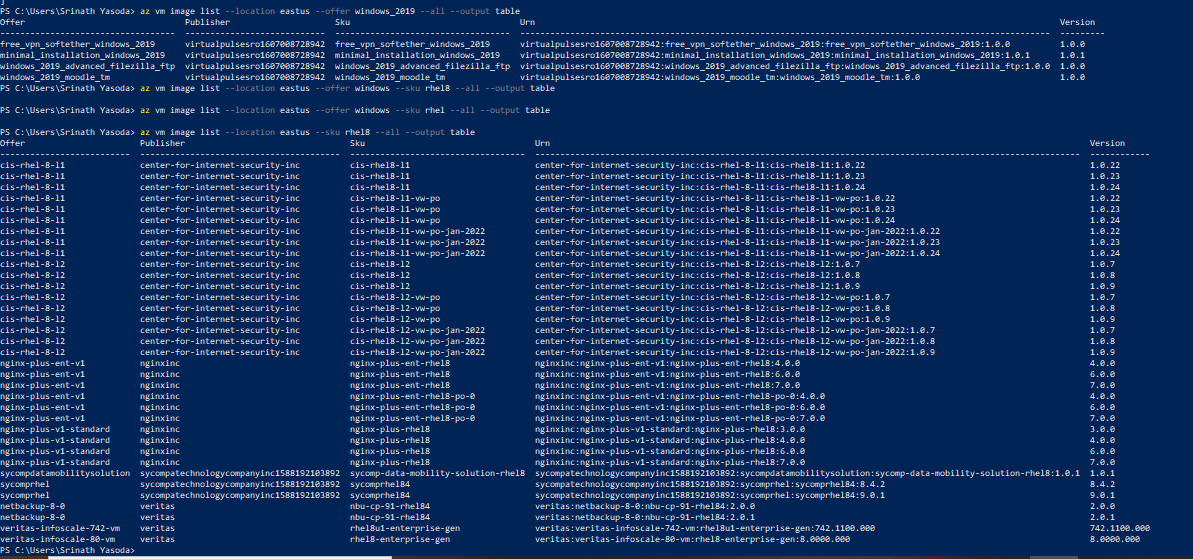 ]
PS C:\Users\Srinath Yasoda> az vm image list --location eastus --offer windows_2019 --all --output table
Offer Publisher Sku Urn Version
------------------------------- ---------------------------- ------------------------------- ---------------------------------------------------------------------------------------------------------- ---------
free_vpn_softether_windows_2019 virtualpulsesro1607008728942 free_vpn_softether_windows_2019 virtualpulsesro1607008728942:free_vpn_softether_windows_2019:free_vpn_softether_windows_2019:1.0.0 1.0.0
minimal_installation_windows_2019 virtualpulsesro1607008728942 minimal_installation_windows_2019 virtualpulsesro1607008728942:minimal_installation_windows_2019:minimal_installation_windows_2019:1.0.1 1.0.1
windows_2019_advanced_filezilla_ftp virtualpulsesro1607008728942 windows_2019_advanced_filezilla_ftp virtualpulsesro1607008728942:windows_2019_advanced_filezilla_ftp:windows_2019_advanced_filezilla_ftp:1.0.0 1.0.0
windows_2019_moodle_tm virtualpulsesro1607008728942 windows_2019_moodle_tm virtualpulsesro1607008728942:windows_2019_moodle_tm:windows_2019_moodle_tm:1.0.0 1.0.0
PS C:\Users\Srinath Yasoda> az vm image list --location eastus --offer windows --sku rhel8 --all --output table
PS C:\Users\Srinath Yasoda> az vm image list --location eastus --offer windows --sku rhel --all --output table
PS C:\Users\Srinath Yasoda> az vm image list --location eastus --sku rhel8 --all --output table
Offer Publisher Sku Urn Version
-------------------------- ---------------------------------------- ----------------------------------- ------------------------------------------------------------------------------------------------------------- ------------
cis-rhel-8-l1 center-for-internet-security-inc cis-rhel8-l1 center-for-internet-security-inc:cis-rhel-8-l1:cis-rhel8-l1:1.0.22 1.0.22
cis-rhel-8-l1 center-for-internet-security-inc cis-rhel8-l1 center-for-internet-security-inc:cis-rhel-8-l1:cis-rhel8-l1:1.0.23 1.0.23
cis-rhel-8-l1 center-for-internet-security-inc cis-rhel8-l1 center-for-internet-security-inc:cis-rhel-8-l1:cis-rhel8-l1:1.0.24 1.0.24
cis-rhel-8-l1 center-for-internet-security-inc cis-rhel8-l1-vw-po center-for-internet-security-inc:cis-rhel-8-l1:cis-rhel8-l1-vw-po:1.0.22 1.0.22
cis-rhel-8-l1 center-for-internet-security-inc cis-rhel8-l1-vw-po center-for-internet-security-inc:cis-rhel-8-l1:cis-rhel8-l1-vw-po:1.0.23 1.0.23
cis-rhel-8-l1 center-for-internet-security-inc cis-rhel8-l1-vw-po center-for-internet-security-inc:cis-rhel-8-l1:cis-rhel8-l1-vw-po:1.0.24 1.0.24
cis-rhel-8-l1 center-for-internet-security-inc cis-rhel8-l1-vw-po-jan-2022 center-for-internet-security-inc:cis-rhel-8-l1:cis-rhel8-l1-vw-po-jan-2022:1.0.22 1.0.22
cis-rhel-8-l1 center-for-internet-security-inc cis-rhel8-l1-vw-po-jan-2022 center-for-internet-security-inc:cis-rhel-8-l1:cis-rhel8-l1-vw-po-jan-2022:1.0.23 1.0.23
cis-rhel-8-l1 center-for-internet-security-inc cis-rhel8-l1-vw-po-jan-2022 center-for-internet-security-inc:cis-rhel-8-l1:cis-rhel8-l1-vw-po-jan-2022:1.0.24 1.0.24
cis-rhel-8-l2 center-for-internet-security-inc cis-rhel8-l2 center-for-internet-security-inc:cis-rhel-8-l2:cis-rhel8-l2:1.0.7 1.0.7
cis-rhel-8-l2 center-for-internet-security-inc cis-rhel8-l2 center-for-internet-security-inc:cis-rhel-8-l2:cis-rhel8-l2:1.0.8 1.0.8
cis-rhel-8-l2 center-for-internet-security-inc cis-rhel8-l2 center-for-internet-security-inc:cis-rhel-8-l2:cis-rhel8-l2:1.0.9 1.0.9
cis-rhel-8-l2 center-for-internet-security-inc cis-rhel8-l2-vw-po center-for-internet-security-inc:cis-rhel-8-l2:cis-rhel8-l2-vw-po:1.0.7 1.0.7
cis-rhel-8-l2 center-for-internet-security-inc cis-rhel8-l2-vw-po center-for-internet-security-inc:cis-rhel-8-l2:cis-rhel8-l2-vw-po:1.0.8 1.0.8
cis-rhel-8-l2 center-for-internet-security-inc cis-rhel8-l2-vw-po center-for-internet-security-inc:cis-rhel-8-l2:cis-rhel8-l2-vw-po:1.0.9 1.0.9
cis-rhel-8-l2 center-for-internet-security-inc cis-rhel8-l2-vw-po-jan-2022 center-for-internet-security-inc:cis-rhel-8-l2:cis-rhel8-l2-vw-po-jan-2022:1.0.7 1.0.7
cis-rhel-8-l2 center-for-internet-security-inc cis-rhel8-l2-vw-po-jan-2022 center-for-internet-security-inc:cis-rhel-8-l2:cis-rhel8-l2-vw-po-jan-2022:1.0.8 1.0.8
cis-rhel-8-l2 center-for-internet-security-inc cis-rhel8-l2-vw-po-jan-2022 center-for-internet-security-inc:cis-rhel-8-l2:cis-rhel8-l2-vw-po-jan-2022:1.0.9 1.0.9
nginx-plus-ent-v1 nginxinc nginx-plus-ent-rhel8 nginxinc:nginx-plus-ent-v1:nginx-plus-ent-rhel8:4.0.0 4.0.0
nginx-plus-ent-v1 nginxinc nginx-plus-ent-rhel8 nginxinc:nginx-plus-ent-v1:nginx-plus-ent-rhel8:6.0.0 6.0.0
nginx-plus-ent-v1 nginxinc nginx-plus-ent-rhel8 nginxinc:nginx-plus-ent-v1:nginx-plus-ent-rhel8:7.0.0 7.0.0
nginx-plus-ent-v1 nginxinc nginx-plus-ent-rhel8-po-0 nginxinc:nginx-plus-ent-v1:nginx-plus-ent-rhel8-po-0:4.0.0 4.0.0
nginx-plus-ent-v1 nginxinc nginx-plus-ent-rhel8-po-0 nginxinc:nginx-plus-ent-v1:nginx-plus-ent-rhel8-po-0:6.0.0 6.0.0
nginx-plus-ent-v1 nginxinc nginx-plus-ent-rhel8-po-0 nginxinc:nginx-plus-ent-v1:nginx-plus-ent-rhel8-po-0:7.0.0 7.0.0
nginx-plus-v1-standard nginxinc nginx-plus-rhel8 nginxinc:nginx-plus-v1-standard:nginx-plus-rhel8:3.0.0 3.0.0
nginx-plus-v1-standard nginxinc nginx-plus-rhel8 nginxinc:nginx-plus-v1-standard:nginx-plus-rhel8:4.0.0 4.0.0
nginx-plus-v1-standard nginxinc nginx-plus-rhel8 nginxinc:nginx-plus-v1-standard:nginx-plus-rhel8:6.0.0 6.0.0
nginx-plus-v1-standard nginxinc nginx-plus-rhel8 nginxinc:nginx-plus-v1-standard:nginx-plus-rhel8:7.0.0 7.0.0
sycompdatamobilitysolution sycompatechnologycompanyinc1588192103892 sycomp-data-mobility-solution-rhel8 sycompatechnologycompanyinc1588192103892:sycompdatamobilitysolution:sycomp-data-mobility-solution-rhel8:1.0.1 1.0.1
sycomprhel sycompatechnologycompanyinc1588192103892 sycomprhel84 sycompatechnologycompanyinc1588192103892:sycomprhel:sycomprhel84:8.4.2 8.4.2
sycomprhel sycompatechnologycompanyinc1588192103892 sycomprhel84 sycompatechnologycompanyinc1588192103892:sycomprhel:sycomprhel84:9.0.1 9.0.1
netbackup-8-0 veritas nbu-cp-91-rhel84 veritas:netbackup-8-0:nbu-cp-91-rhel84:2.0.0 2.0.0
netbackup-8-0 veritas nbu-cp-91-rhel84 veritas:netbackup-8-0:nbu-cp-91-rhel84:2.0.1 2.0.1
veritas-infoscale-742-vm veritas rhel8u1-enterprise-gen veritas:veritas-infoscale-742-vm:rhel8u1-enterprise-gen:742.1100.000 742.1100.000
veritas-infoscale-80-vm veritas rhel8-enterprise-gen veritas:veritas-infoscale-80-vm:rhel8-enterprise-gen:8.0000.000 8.0000.000
PS C:\Users\Srinath Yasoda>